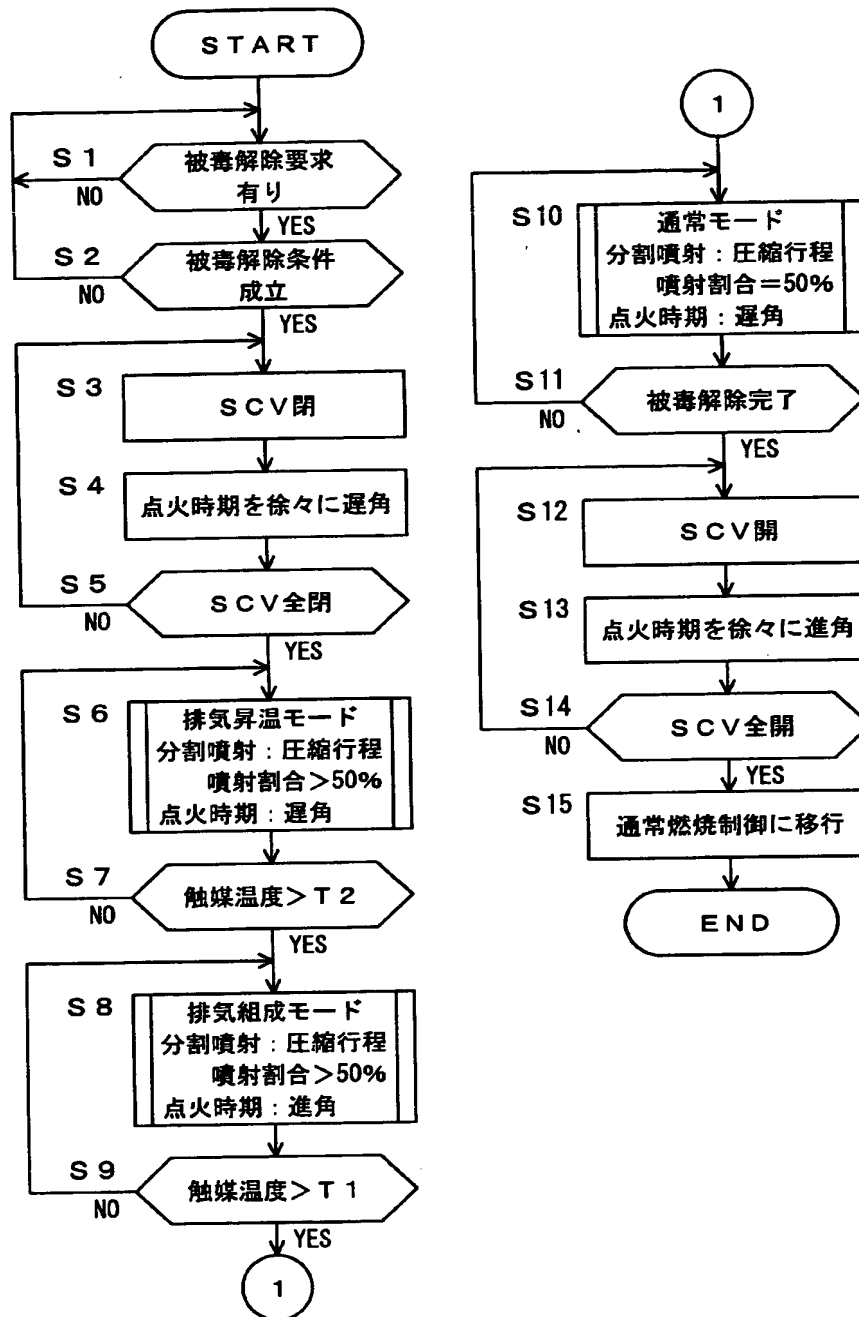 START
S1
被毒解除要求
有り
NO
YES
S2
被毒解除条件
成立
NO
YES
S3
SCV閉
S4
点火時期を徐々に遅角
S5
SCV全閉
NO
YES
S6
排気昇温モード
分割噴射：圧縮行程
噴射割合＞50%
点火時期：遅角
S7
触媒温度＞T2
NO
YES
S8
排気組成モード
分割噴射：圧縮行程
噴射割合＞50%
点火時期：進角
S9
触媒温度＞T1
NO
YES
1
1
S10
通常モード
分割噴射：圧縮行程
噴射割合＝50%
点火時期：遅角
S11
被毒解除完了
NO
YES
S12
SCV開
S13
点火時期を徐々に進角
S14
SCV全開
NO
YES
S15
通常燃焼制御に移行
END